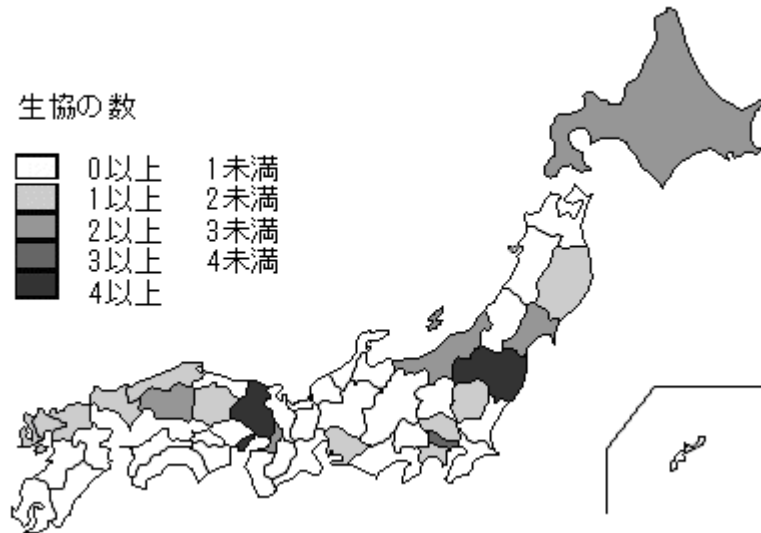 生協の数
0以上 1未満
1以上 2未満
2以上 3未満
3以上 4未満
4以上